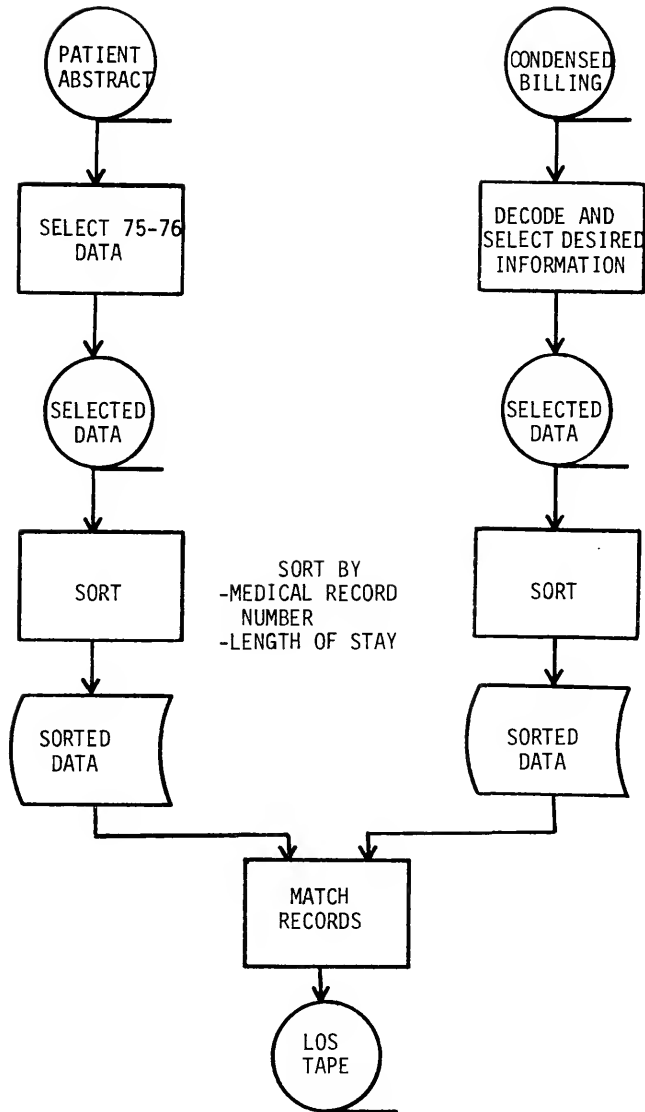 PATIENT
ABSTRACT
SELECT 75-76
DATA
SELECTED
DATA
SORT
SORTED
DATA
CONDENSED
BILLING
DECODE AND
SELECT DESIRED
INFORMATION
SELECTED
DATA
SORT
SORTED
DATA
SORT BY
-MEDICAL RECORD
NUMBER
-LENGTH OF STAY
MATCH
RECORDS
LOS
TAPE